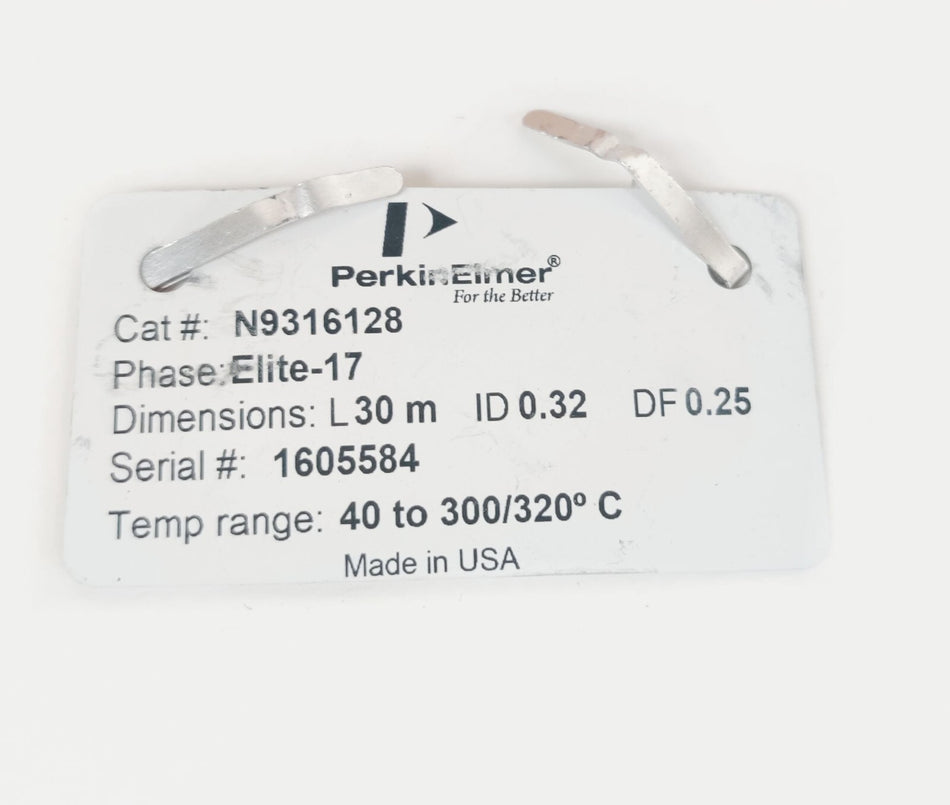 PerkinElmer®
For the Better
Cat #: N9316128
Phase: Elite-17
Dimensions: L 30 m ID 0.32 DF 0.25
Serial #: 1605584
Temp range: 40 to 300/320º C
Made in USA